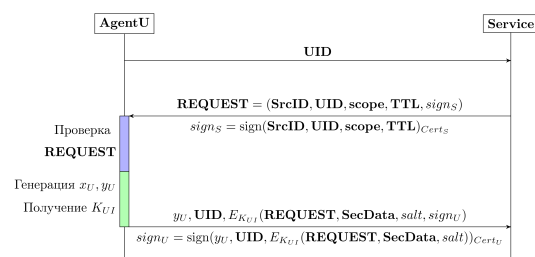 AgentU
Service
UID
REQUEST = (SrcID, UID, scope, TTL, sign_S)
sign_S = sign(SrcID, UID, scope, TTL)_{Cert_S}
Проверка
REQUEST
Генерация x_U, y_U
Получение K_{UI}
y_U, UID, E_{K_{UI}}(REQUEST, SecData, salt, sign_U)
sign_U = sign(y_U, UID, E_{K_{UI}}(REQUEST, SecData, salt))_{Cert_U}